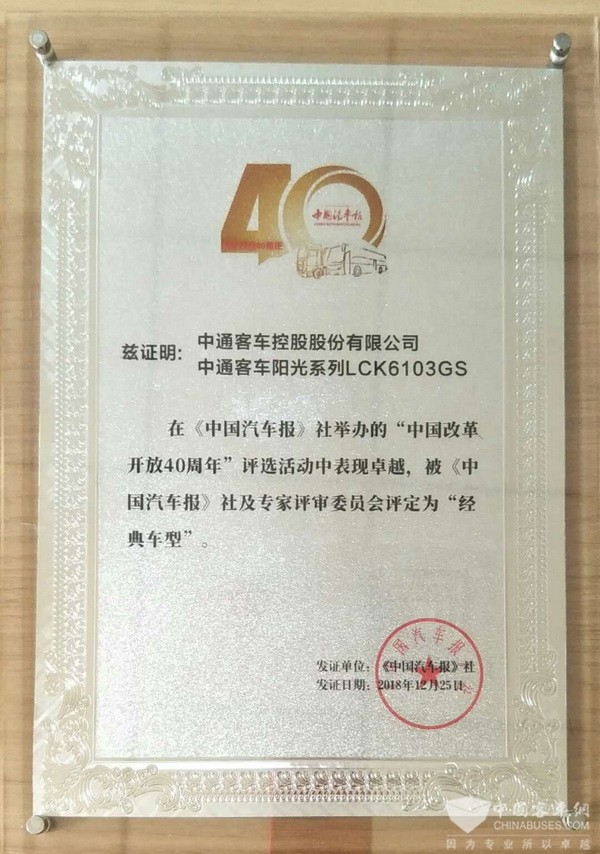 40
中国汽车报
兹证明：
中通客车控股股份有限公司
中通客车阳光系列LCK6103GS
在《中国汽车报》社举办的“中国改革
开放40周年”评选活动中表现卓越，被《中
国汽车报》社及专家评审委员会评定为“经
典车型”。
发证单位：《中国汽车报》社
发证日期：2018年12月25日
中国客车网
CHINABUSES.COM
因为专业所以卓越